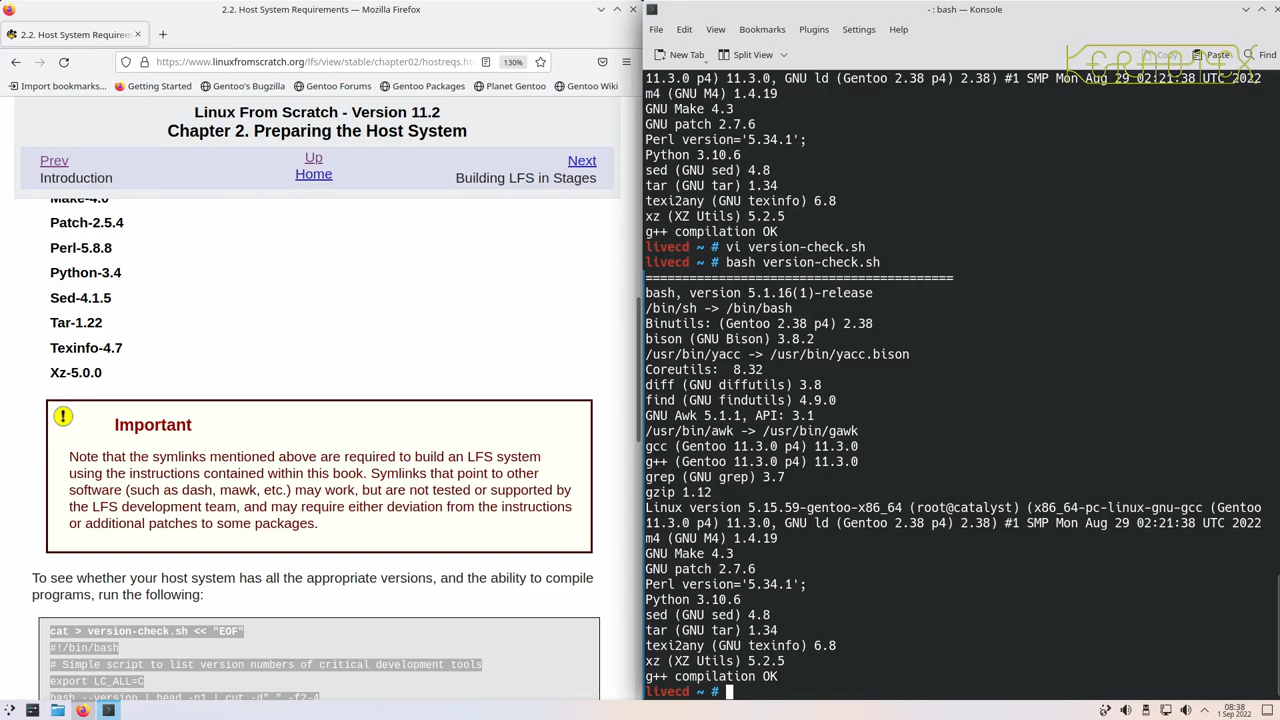 2.2. Host System Requirements — Mozilla Firefox
2.2. Host System Requirem
https://www.linuxfromscratch.org/lfs/view/stable/chapter02/hostreqs.html
130%
Import bookmarks...
Getting Started
Gentoo's Bugzilla
Gentoo Forums
Gentoo Packages
Planet Gentoo
Gentoo Wiki
Linux From Scratch - Version 11.2
Chapter 2. Preparing the Host System
Prev
Up
Next
Introduction
Home
Building LFS in Stages
Make-4.0
Patch-2.5.4
Perl-5.8.8
Python-3.4
Sed-4.1.5
Tar-1.22
Texinfo-4.7
Xz-5.0.0
Important
Note that the symlinks mentioned above are required to build an LFS system
using the instructions contained within this book. Symlinks that point to other
software (such as dash, mawk, etc.) may work, but are not tested or supported by
the LFS development team, and may require either deviation from the instructions
or additional patches to some packages.
To see whether your host system has all the appropriate versions, and the ability to compile
programs, run the following:
cat > version-check.sh << "EOF"
#!/bin/bash
# Simple script to list version numbers of critical development tools
export LC_ALL=C
bash --version | head -n1 | cut -d" " -f2-4
- : bash — Konsole
File Edit View Bookmarks Plugins Settings Help
New Tab
Split View
Copy
Paste
Find
11.3.0 p4) 11.3.0, GNU ld (Gentoo 2.38 p4) 2.38) #1 SMP Mon Aug 29 02:21:38 UTC 2022
m4 (GNU M4) 1.4.19
GNU Make 4.3
GNU patch 2.7.6
Perl version='5.34.1';
Python 3.10.6
sed (GNU sed) 4.8
tar (GNU tar) 1.34
texi2any (GNU texinfo) 6.8
xz (XZ Utils) 5.2.5
g++ compilation OK
livecd ~ # vi version-check.sh
livecd ~ # bash version-check.sh
==========================================
bash, version 5.1.16(1)-release
/bin/sh -> /bin/bash
Binutils: (Gentoo 2.38 p4) 2.38
bison (GNU Bison) 3.8.2
/usr/bin/yacc -> /usr/bin/yacc.bison
Coreutils:  8.32
diff (GNU diffutils) 3.8
find (GNU findutils) 4.9.0
GNU Awk 5.1.1, API: 3.1
/usr/bin/awk -> /usr/bin/gawk
gcc (Gentoo 11.3.0 p4) 11.3.0
g++ (Gentoo 11.3.0 p4) 11.3.0
grep (GNU grep) 3.7
gzip 1.12
Linux version 5.15.59-gentoo-x86_64 (root@catalyst) (x86_64-pc-linux-gnu-gcc (Gentoo
11.3.0 p4) 11.3.0, GNU ld (Gentoo 2.38 p4) 2.38) #1 SMP Mon Aug 29 02:21:38 UTC 2022
m4 (GNU M4) 1.4.19
GNU Make 4.3
GNU patch 2.7.6
Perl version='5.34.1';
Python 3.10.6
sed (GNU sed) 4.8
tar (GNU tar) 1.34
texi2any (GNU texinfo) 6.8
xz (XZ Utils) 5.2.5
g++ compilation OK
livecd ~ #
08:38
1 Sep 2022